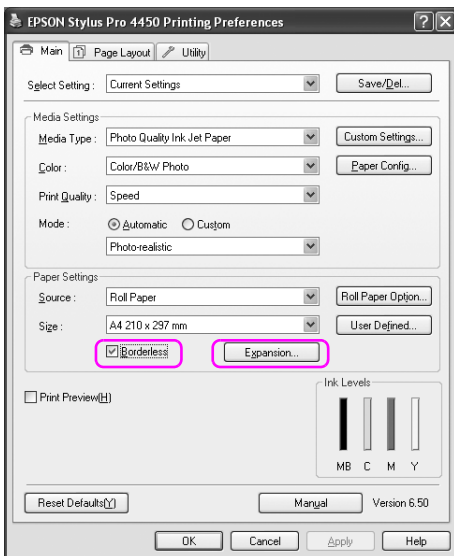 EPSON Stylus Pro 4450 Printing Preferences
Main Page Layout Utility
Select Setting : Current Settings Save/Del...
Media Settings
Media Type : Photo Quality Ink Jet Paper Custom Settings...
Color : Color/B&W Photo Paper Config...
Print Quality : Speed
Mode : Automatic Custom
Photo-realistic
Paper Settings
Source : Roll Paper Roll Paper Option...
Size : A4 210 x 297 mm User Defined...
Borderless Expansion...
Print Preview(H)
Ink Levels
MB C M Y
Reset Defaults(Y) Manual Version 6.50
OK Cancel Apply Help